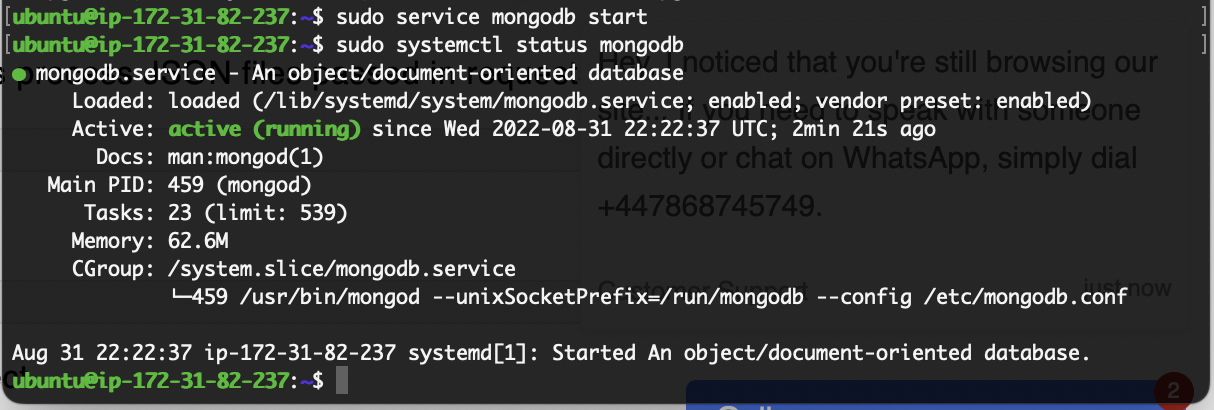 [ubuntu@ip-172-31-82-237:~$ sudo service mongodb start ]
[ubuntu@ip-172-31-82-237:~$ sudo systemctl status mongodb ]
● mongodb.service - An object/document-oriented database
Loaded: loaded (/lib/systemd/system/mongodb.service; enabled; vendor preset: enabled)
Active: active (running) since Wed 2022-08-31 22:22:37 UTC; 2min 21s ago
Docs: man:mongod(1)
Main PID: 459 (mongod)
Tasks: 23 (limit: 539)
Memory: 62.6M
CGroup: /system.slice/mongodb.service
└─459 /usr/bin/mongod --unixSocketPrefix=/run/mongodb --config /etc/mongodb.conf
Aug 31 22:22:37 ip-172-31-82-237 systemd[1]: Started An object/document-oriented database.
ubuntu@ip-172-31-82-237:~$
Hey, I noticed that you're still browsing our
site... If you need to speak with someone
directly or chat on WhatsApp, simply dial
+447868745749.
Customer Support
just now
2